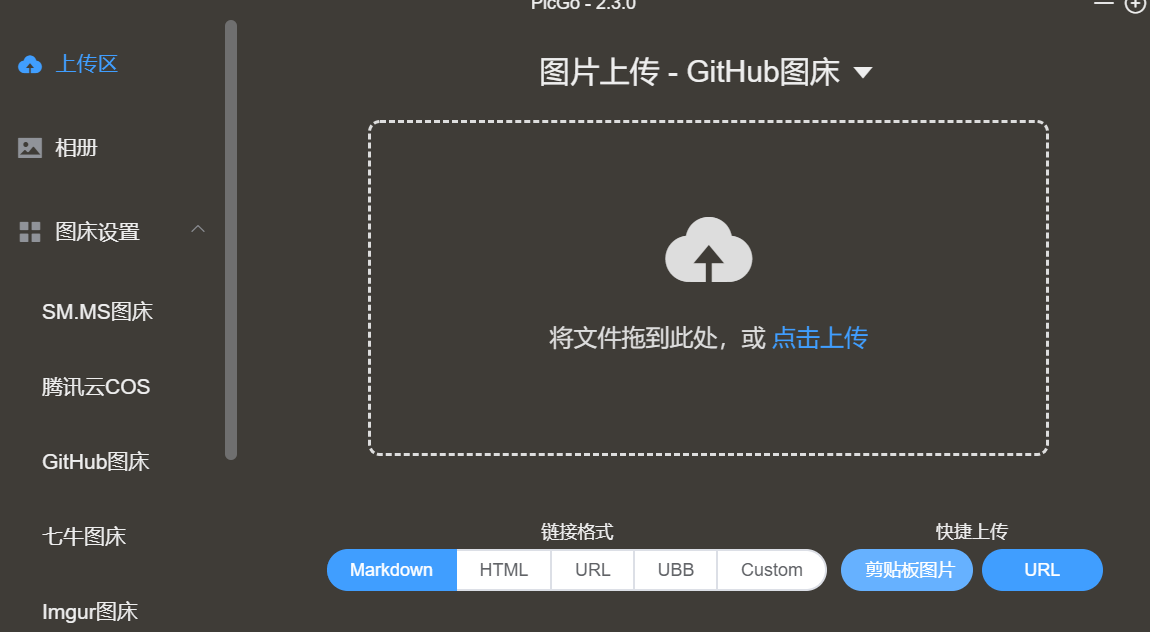 PicGo - 2.3.0
上传区
相册
图床设置
SM.MS图床
腾讯云COS
GitHub图床
七牛图床
Imgur图床
图片上传 - GitHub图床
将文件拖到此处，或 点击上传
链接格式
Markdown HTML URL UBB Custom
快捷上传
剪贴板图片 URL